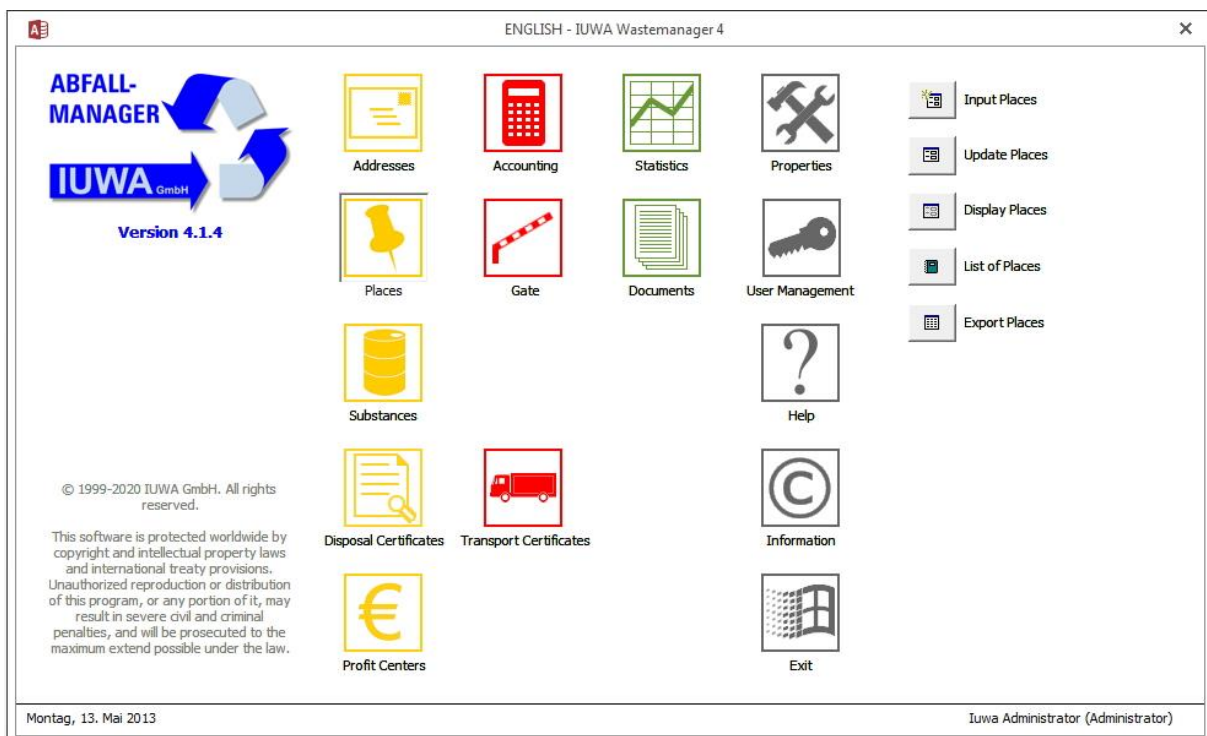 ENGLISH - IUWA Wastemanager 4
ABFALL-
MANAGER
IUWA GmbH
Version 4.1.4
Addresses
Accounting
Statistics
Properties
Places
Gate
Documents
User Management
Substances
Help
Disposal Certificates
Transport Certificates
Information
Profit Centers
Exit
Input Places
Update Places
Display Places
List of Places
Export Places
© 1999-2020 IUWA GmbH. All rights
reserved.
This software is protected worldwide by
copyright and intellectual property laws
and international treaty provisions.
Unauthorized reproduction or distribution
of this program, or any portion of it, may
result in severe civil and criminal
penalties, and will be prosecuted to the
maximum extend possible under the law.
Montag, 13. Mai 2013
Iuwa Administrator (Administrator)